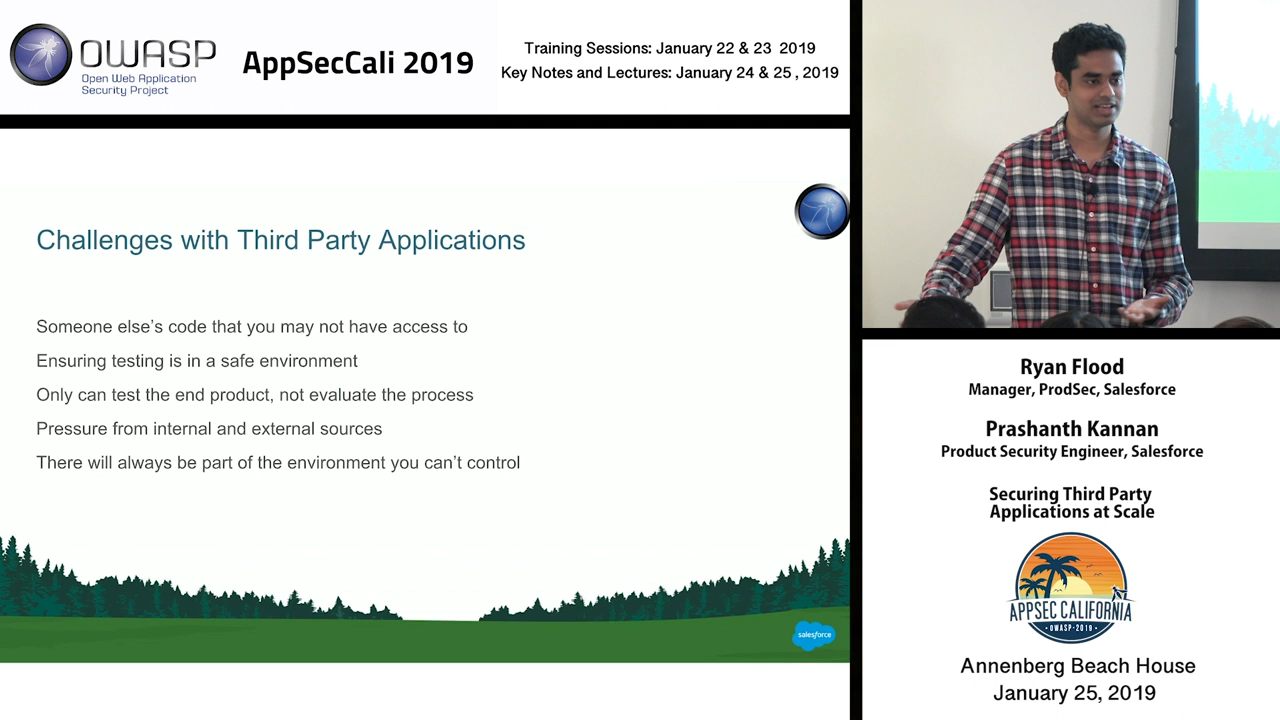 OWASP
Open Web Application
Security Project
AppSecCali 2019
Training Sessions: January 22 & 23 2019
Key Notes and Lectures: January 24 & 25 , 2019
Challenges with Third Party Applications
Someone else’s code that you may not have access to
Ensuring testing is in a safe environment
Only can test the end product, not evaluate the process
Pressure from internal and external sources
There will always be part of the environment you can’t control
salesforce
Ryan Flood
Manager, ProdSec, Salesforce
Prashanth Kannan
Product Security Engineer, Salesforce
Securing Third Party
Applications at Scale
APPSEC CALIFORNIA
• OWASP-2019 •
Annenberg Beach House
January 25, 2019